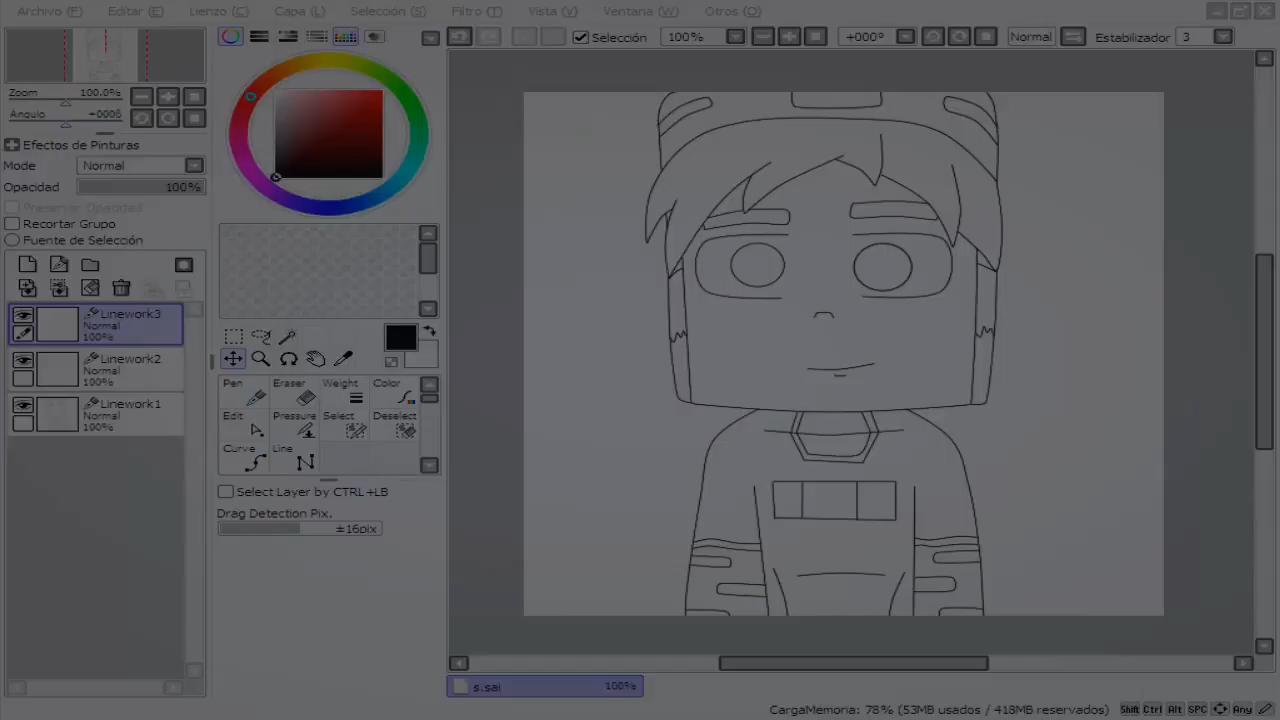 Archivo (F) Editar (E) Lienzo (C) Capa (L) Selección (S) Filtro (T) Vista (V) Ventana (W) Otros (O)
Selección 100% +000° Normal Estabilizador 3
Zoom 100.0%
Ángulo +000δ
Efectos de Pinturas
Mode Normal
Opacidad 100%
Preservar Opacidad
Recortar Grupo
Fuente de Selección
Linework3
Normal
100%
Linework2
Normal
100%
Linework1
Normal
100%
Pen Eraser Weight Color
Edit Pressure Select Deselect
Curve Line
Select Layer by CTRL+LB
Drag Detection Pix.
±16pix
s.sai 100%
CargaMemoria: 78% (53MB usados / 418MB reservados) Shift Ctrl Alt SPC Any